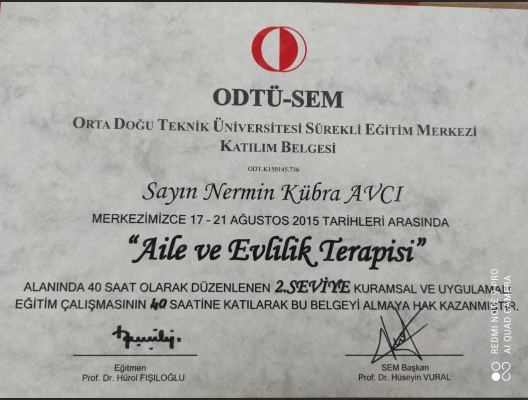 ODTÜ-SEM
ORTA DOĞU TEKNİK ÜNİVERSİTESİ SÜREKLİ EĞİTİM MERKEZİ
KATILIM BELGESİ
ODT.K150145.736
Sayın Nermin Kübra AVCI
MERKEZİMİZCE 17 - 21 AĞUSTOS 2015 TARİHLERİ ARASINDA
“Aile ve Evlilik Terapisi”
ALANINDA 40 SAAT OLARAK DÜZENLENEN 2.SEVİYE KURAMSAL VE UYGULAMALI
EĞİTİM ÇALIŞMASININ 40 SAATİNE KATILARAK BU BELGEYİ ALMAYA HAK KAZANMIŞTIR.
Eğitmen
Prof. Dr. Hürol FIŞILOĞLU
SEM Başkan
Prof. Dr. Hüseyin VURAL
REDMI NOTE 8 PRO
AI QUAD CAMERA